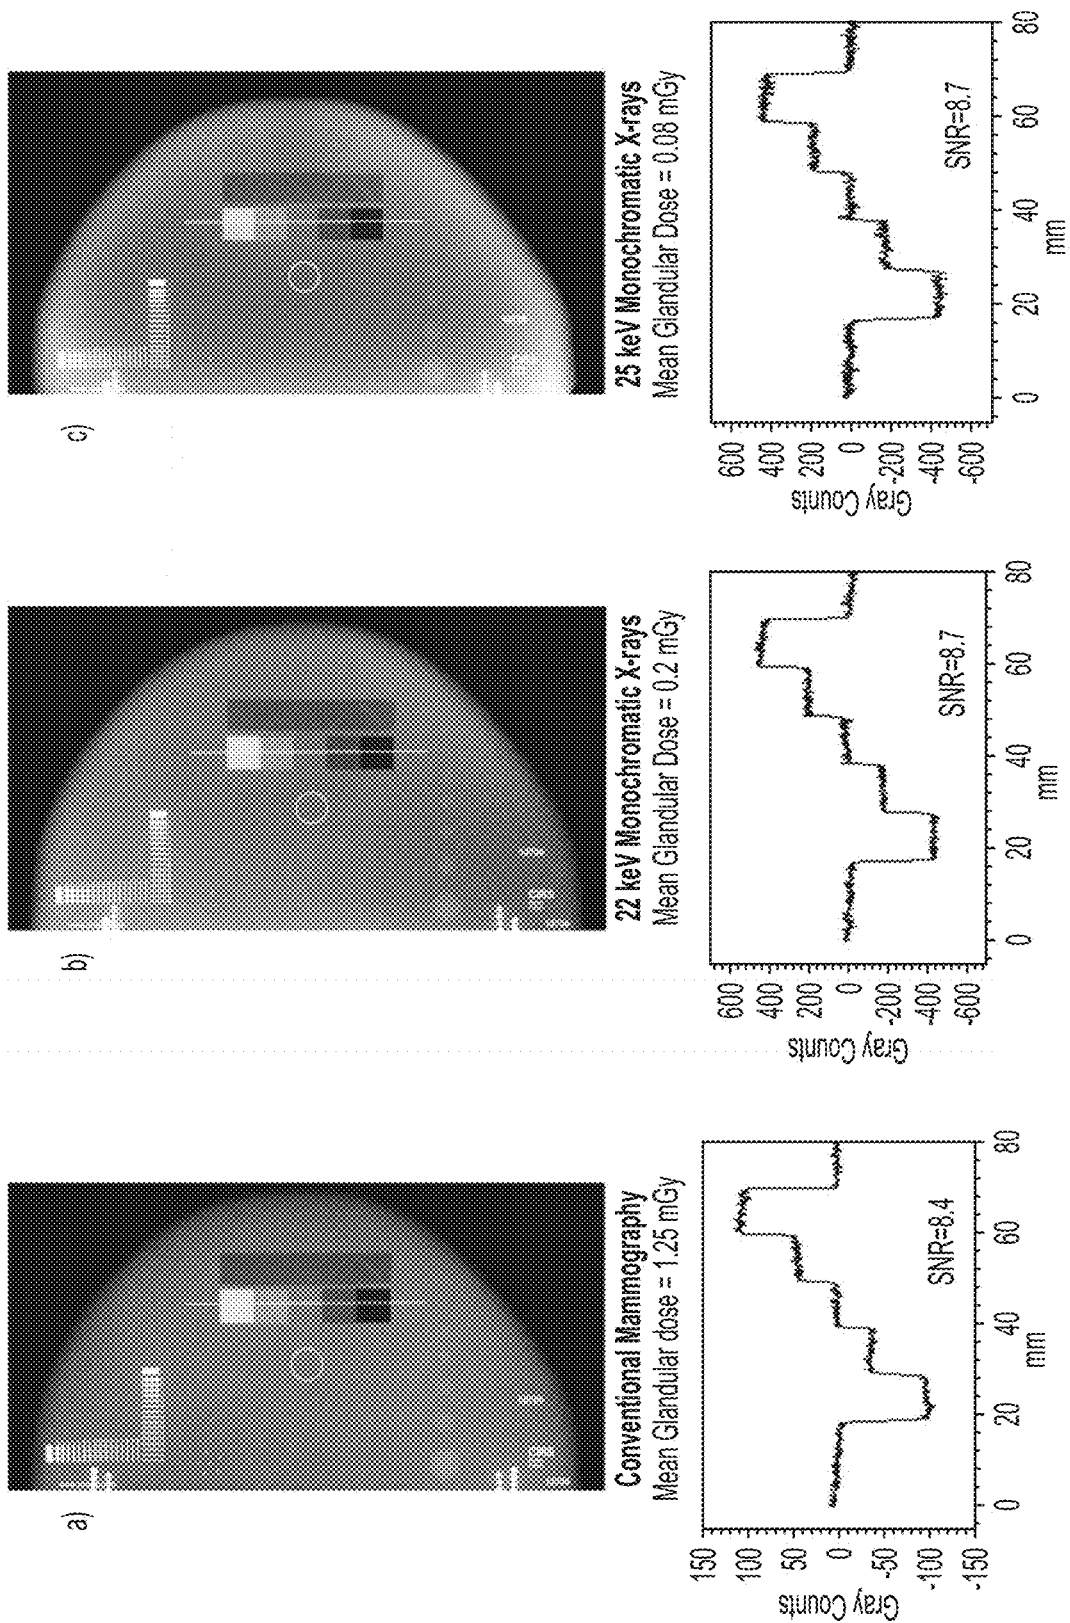 a)
Conventional Mammography
Mean Glandular dose = 1.25 mGy
Gray Counts
150
100
50
0
-50
-100
-150
SNR=8.4
0 20 40 60 80
mm
b)
22 keV Monochromatic X-rays
Mean Glandular Dose = 0.2 mGy
Gray Counts
600
400
200
0
-200
-400
-600
SNR=8.7
0 20 40 60 80
mm
c)
25 keV Monochromatic X-rays
Mean Glandular Dose = 0.08 mGy
Gray Counts
600
400
200
0
-200
-400
-600
SNR=8.7
0 20 40 60 80
mm